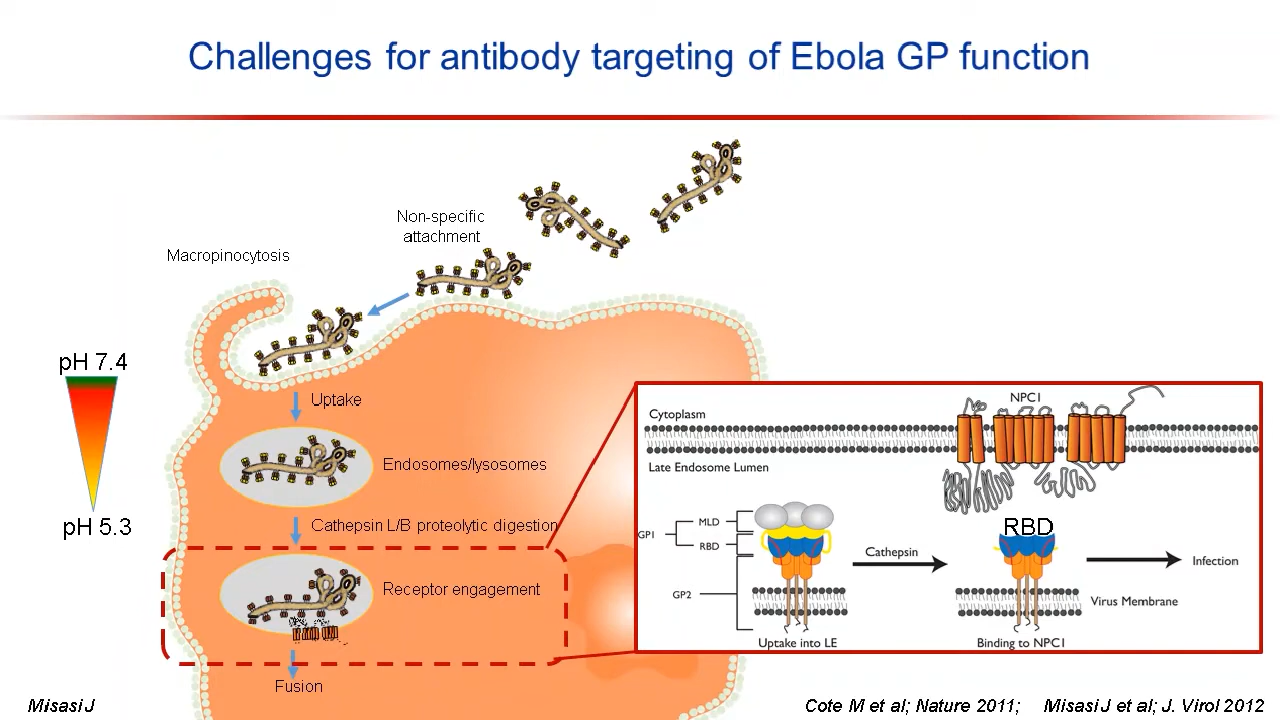 Challenges for antibody targeting of Ebola GP function
Non-specific
attachment
Macropinocytosis
pH 7.4
Uptake
Endosomes/lysosomes
Cathepsin L/B proteolytic digestion
pH 5.3
Receptor engagement
Fusion
NPC1
Cytoplasm
Late Endosome Lumen
MLD
GP1
RBD
GP2
Cathepsin
RBD
Infection
Virus Membrane
Uptake into LE
Binding to NPC1
Misasi J
Cote M et al; Nature 2011; Misasi J et al; J. Virol 2012